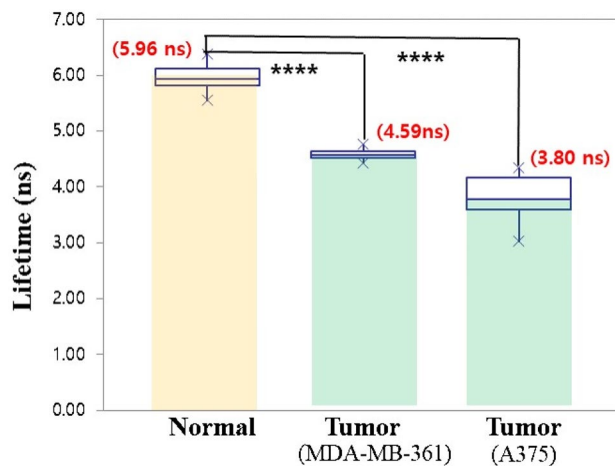 7.00
6.00
5.00
4.00
3.00
2.00
1.00
0.00
Lifetime (ns)
(5.96 ns)
****
****
(4.59ns)
(3.80 ns)
Normal
Tumor
(MDA-MB-361)
Tumor
(A375)